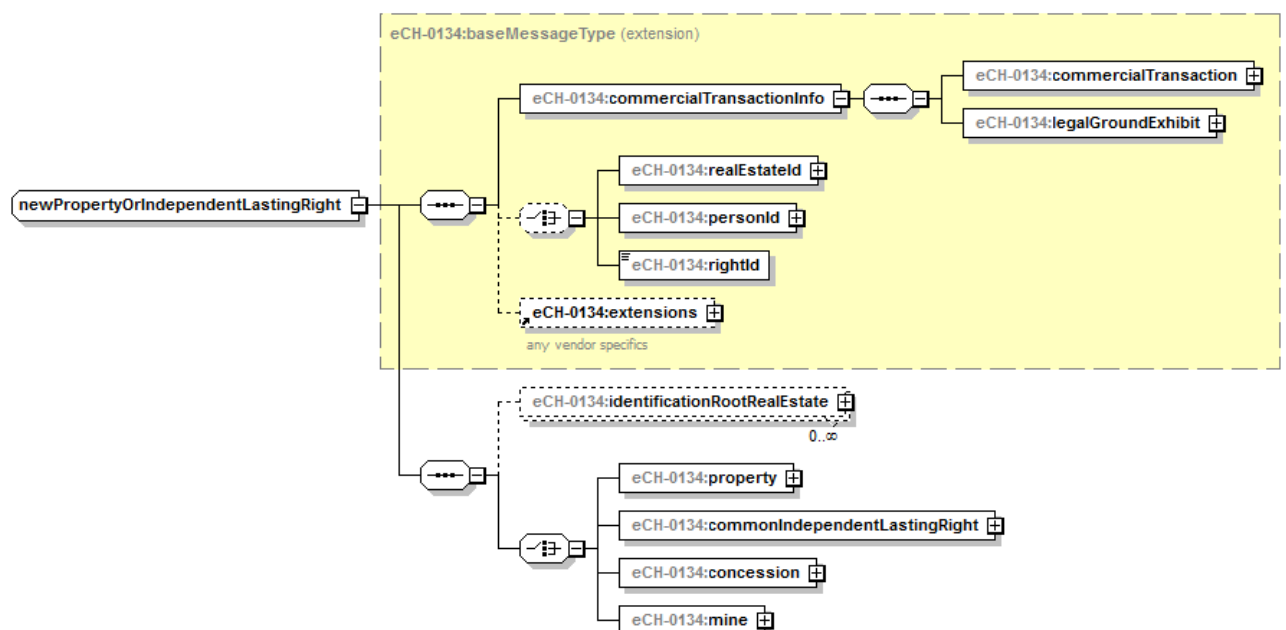 eCH-0134:baseMessageType (extension)
eCH-0134:commercialTransaction
eCH-0134:commercialTransactionInfo
eCH-0134:legalGroundExhibit
eCH-0134:realEstateId
newPropertyOrIndependentLastingRight
eCH-0134:personId
eCH-0134:rightId
eCH-0134:extensions
any vendor specifics
eCH-0134:identificationRootRealEstate
0..∞
eCH-0134:property
eCH-0134:commonIndependentLastingRight
eCH-0134:concession
eCH-0134:mine